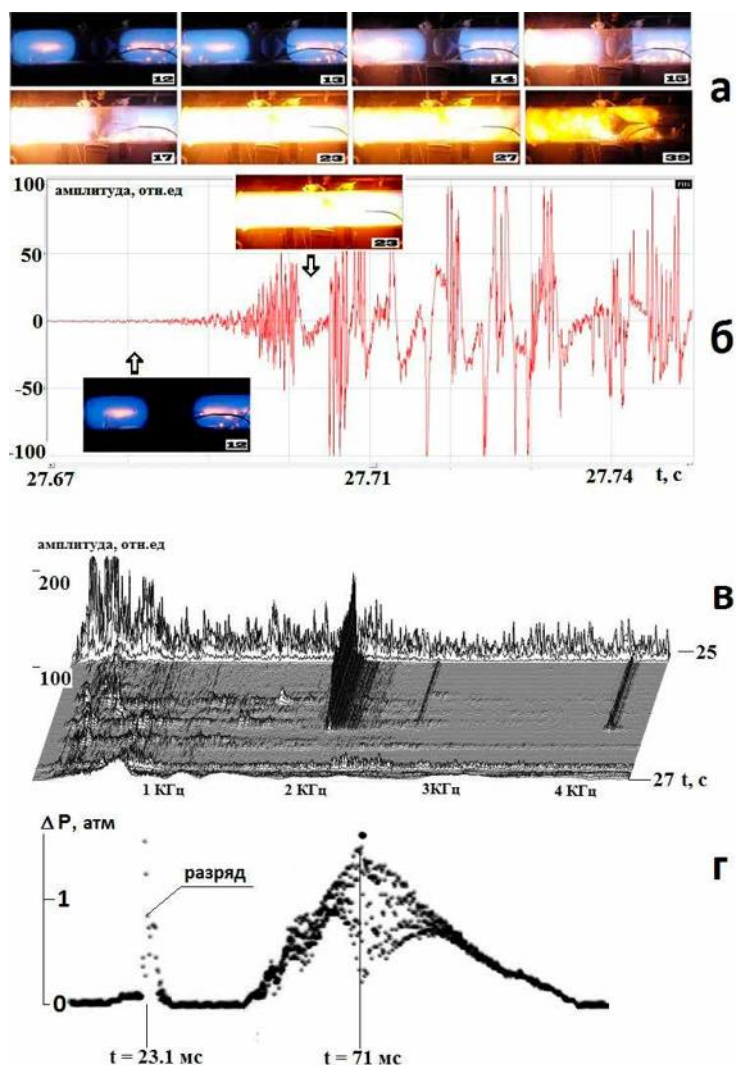 12
13
14
15
а
17
23
27
39
100
амплитуда, отн.ед
23
50
0
б
-50
12
-100
27.67
27.71
27.74
t, с
амплитуда, отн.ед
200
в
25
100
1 КГц
2 КГц
3КГц
4 КГц
27 t, с
Δ P, атм
г
разряд
1
0
t = 23.1 мс
t = 71 мс